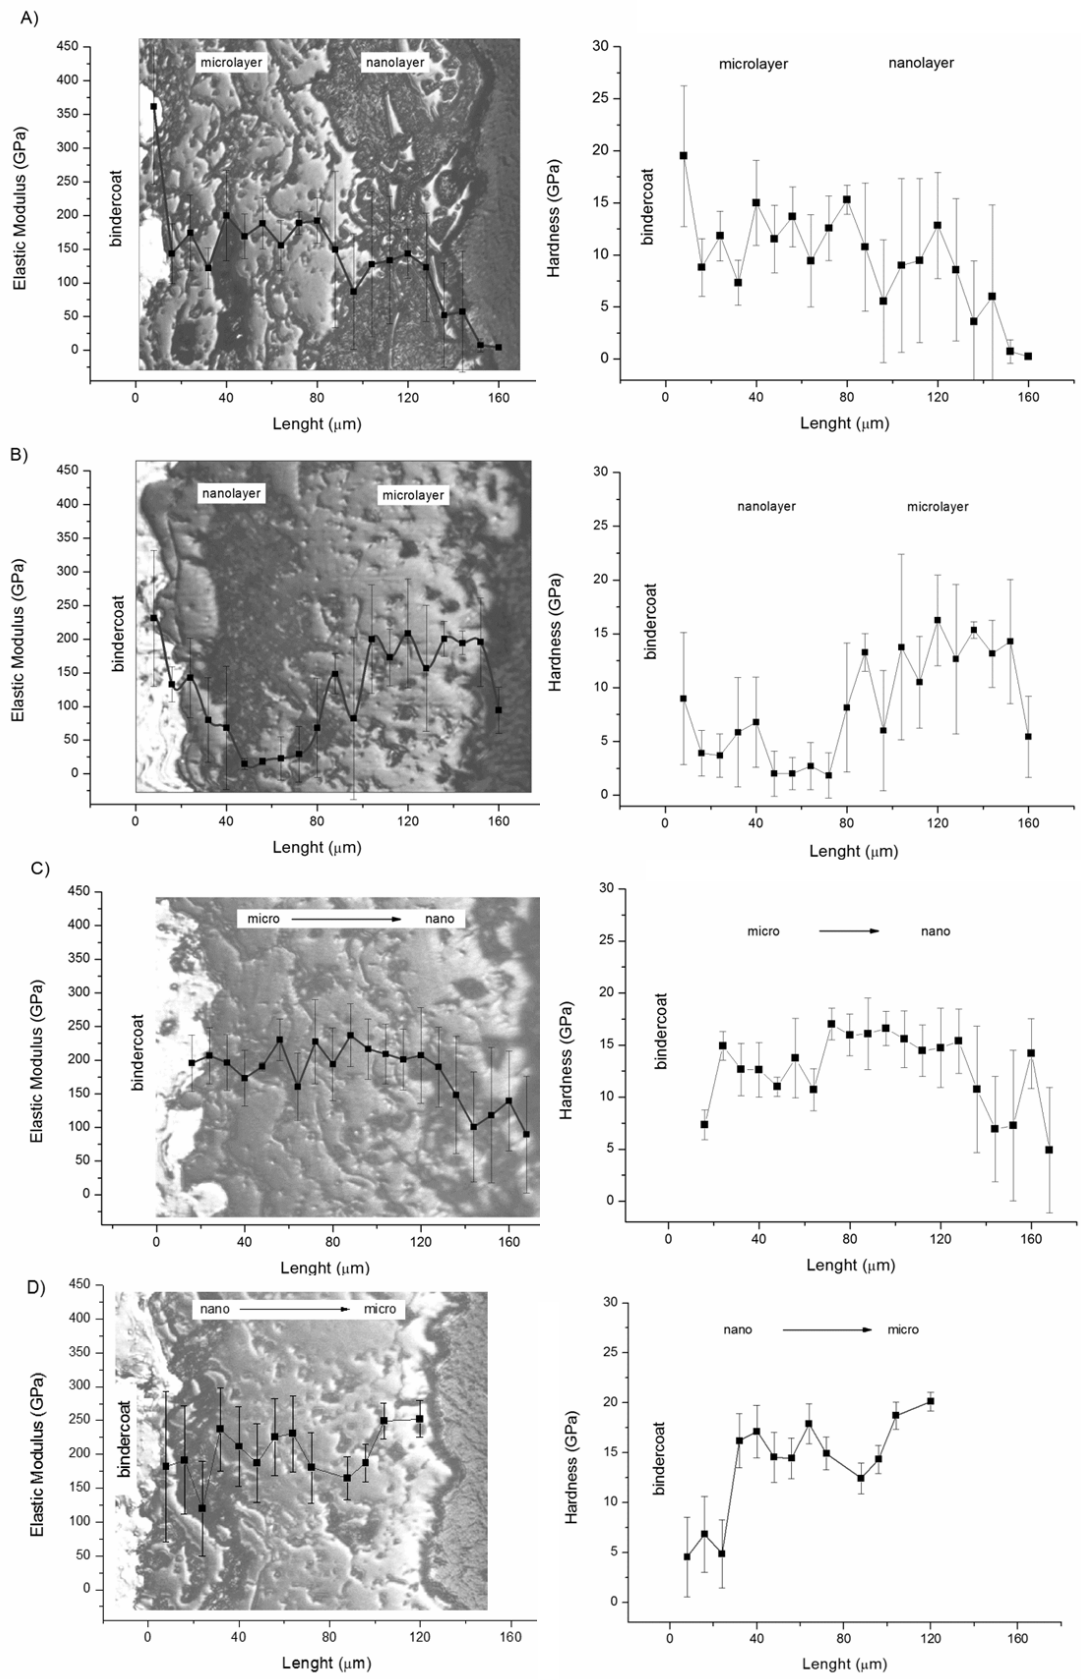 A)
450
400
350
300
250
200
150
100
50
0
Elastic Modulus (GPa)
bindercoat
microlayer
nanolayer
0 40 80 120 160
Lenght (μm)
30
25
20
15
10
5
0
Hardness (GPa)
bindercoat
microlayer
nanolayer
0 40 80 120 160
Lenght (μm)
B)
450
400
350
300
250
200
150
100
50
0
Elastic Modulus (GPa)
bindercoat
nanolayer
microlayer
0 40 80 120 160
Lenght (μm)
30
25
20
15
10
5
0
Hardness (GPa)
bindercoat
nanolayer
microlayer
0 40 80 120 160
Lenght (μm)
C)
450
400
350
300
250
200
150
100
50
0
Elastic Modulus (GPa)
bindercoat
micro nano
0 40 80 120 160
Lenght (μm)
30
25
20
15
10
5
0
Hardness (GPa)
bindercoat
micro nano
0 40 80 120 160
Lenght (μm)
D)
450
400
350
300
250
200
150
100
50
0
Elastic Modulus (GPa)
bindercoat
nano micro
0 40 80 120 160
Lenght (μm)
30
25
20
15
10
5
0
Hardness (GPa)
bindercoat
nano micro
0 40 80 120 160
Lenght (μm)